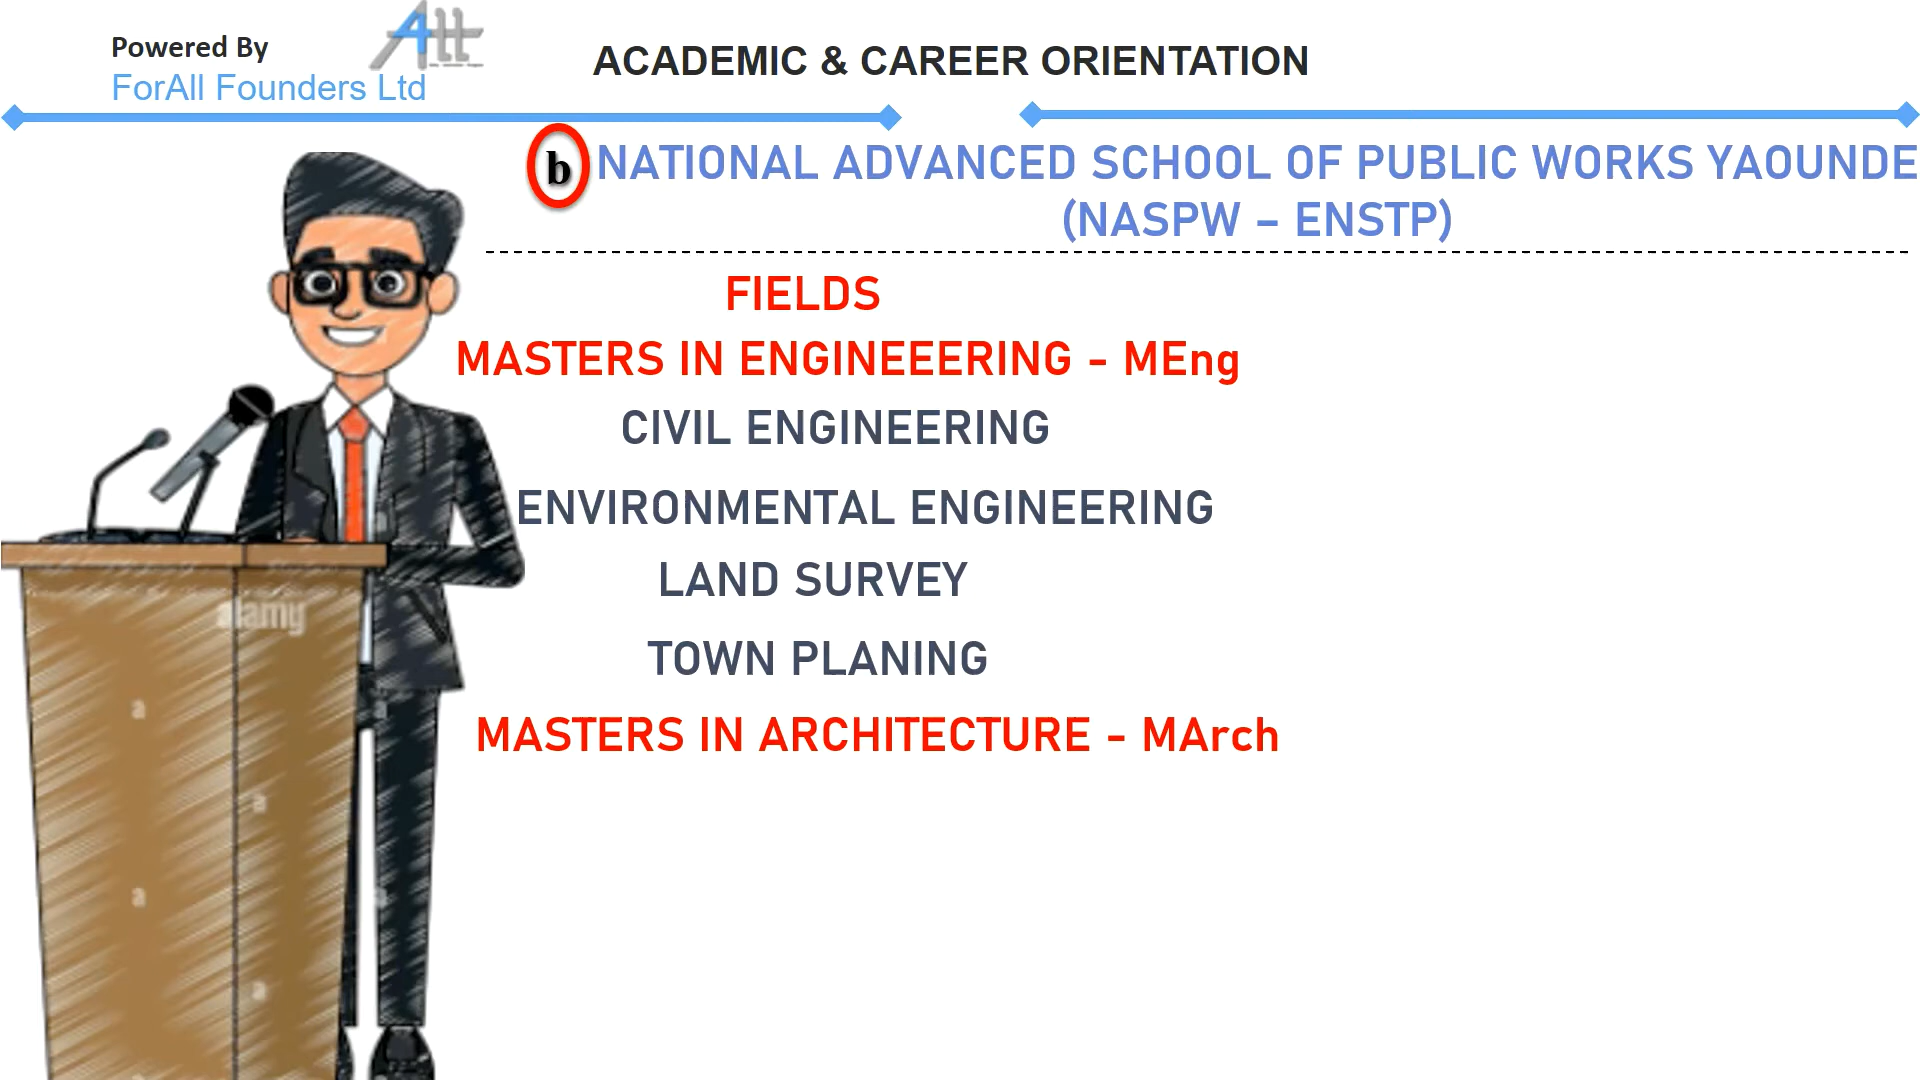 Powered By
Att
ForAll Founders Ltd
ACADEMIC & CAREER ORIENTATION
b NATIONAL ADVANCED SCHOOL OF PUBLIC WORKS YAOUNDE
(NASPW – ENSTP)
FIELDS
MASTERS IN ENGINEEERING - MEng
CIVIL ENGINEERING
ENVIRONMENTAL ENGINEERING
LAND SURVEY
TOWN PLANING
MASTERS IN ARCHITECTURE - MArch
alamy
a
a
a
a
a
a